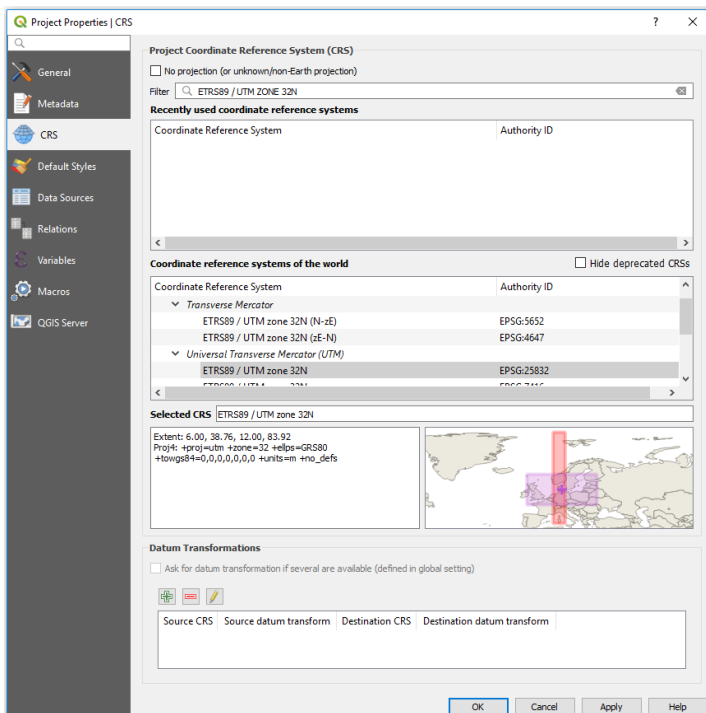 Project Properties | CRS
?
General
Metadata
CRS
Default Styles
Data Sources
Relations
Variables
Macros
QGIS Server
Project Coordinate Reference System (CRS)
No projection (or unknown/non-Earth projection)
Filter ETRS89 / UTM ZONE 32N
Recently used coordinate reference systems
Coordinate Reference System Authority ID
Coordinate reference systems of the world Hide deprecated CRSs
Coordinate Reference System Authority ID
Transverse Mercator
ETRS89 / UTM zone 32N (N-zE) EPSG:5652
ETRS89 / UTM zone 32N (zE-N) EPSG:4647
Universal Transverse Mercator (UTM)
ETRS89 / UTM zone 32N EPSG:25832
Selected CRS ETRS89 / UTM zone 32N
Extent: 6.00, 38.76, 12.00, 83.92
Proj4: +proj=utm +zone=32 +ellps=GRS80
+towgs84=0,0,0,0,0,0,0 +units=m +no_defs
Datum Transformations
Ask for datum transformation if several are available (defined in global setting)
Source CRS Source datum transform Destination CRS Destination datum transform
OK Cancel Apply Help